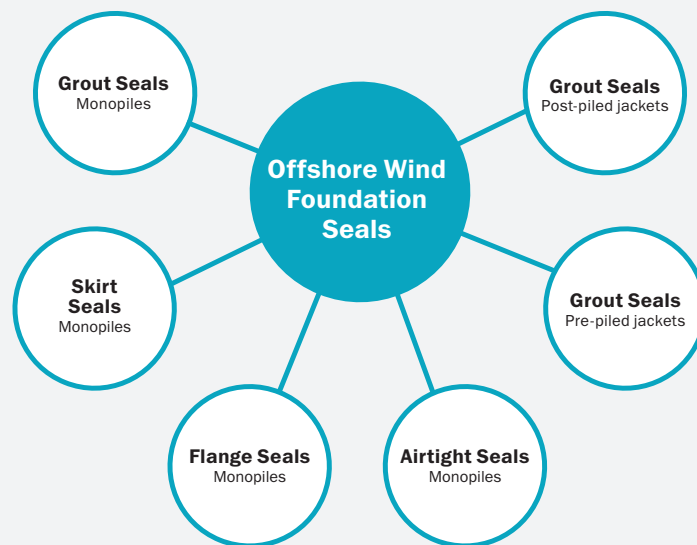 Grout Seals
Monopiles
Grout Seals
Post-piled jackets
Offshore Wind
Foundation
Seals
Skirt
Seals
Monopiles
Grout Seals
Pre-piled jackets
Flange Seals
Monopiles
Airtight Seals
Monopiles